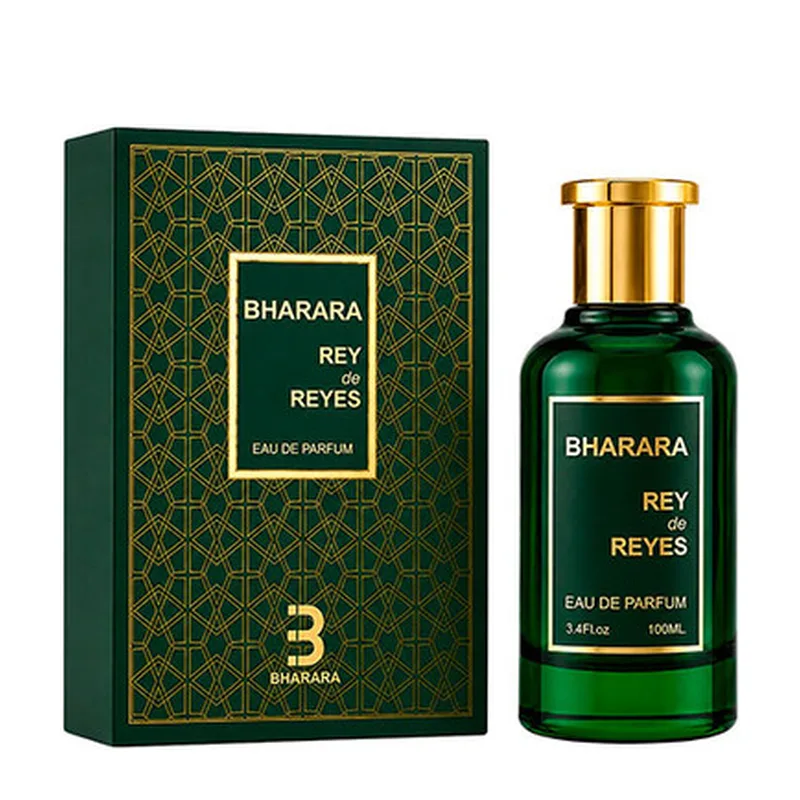 BHARARA
REY
de
REYES
EAU DE PARFUM
BHARARA
BHARARA
REY
de
REYES
EAU DE PARFUM
3.4Fl.oz 100ML.